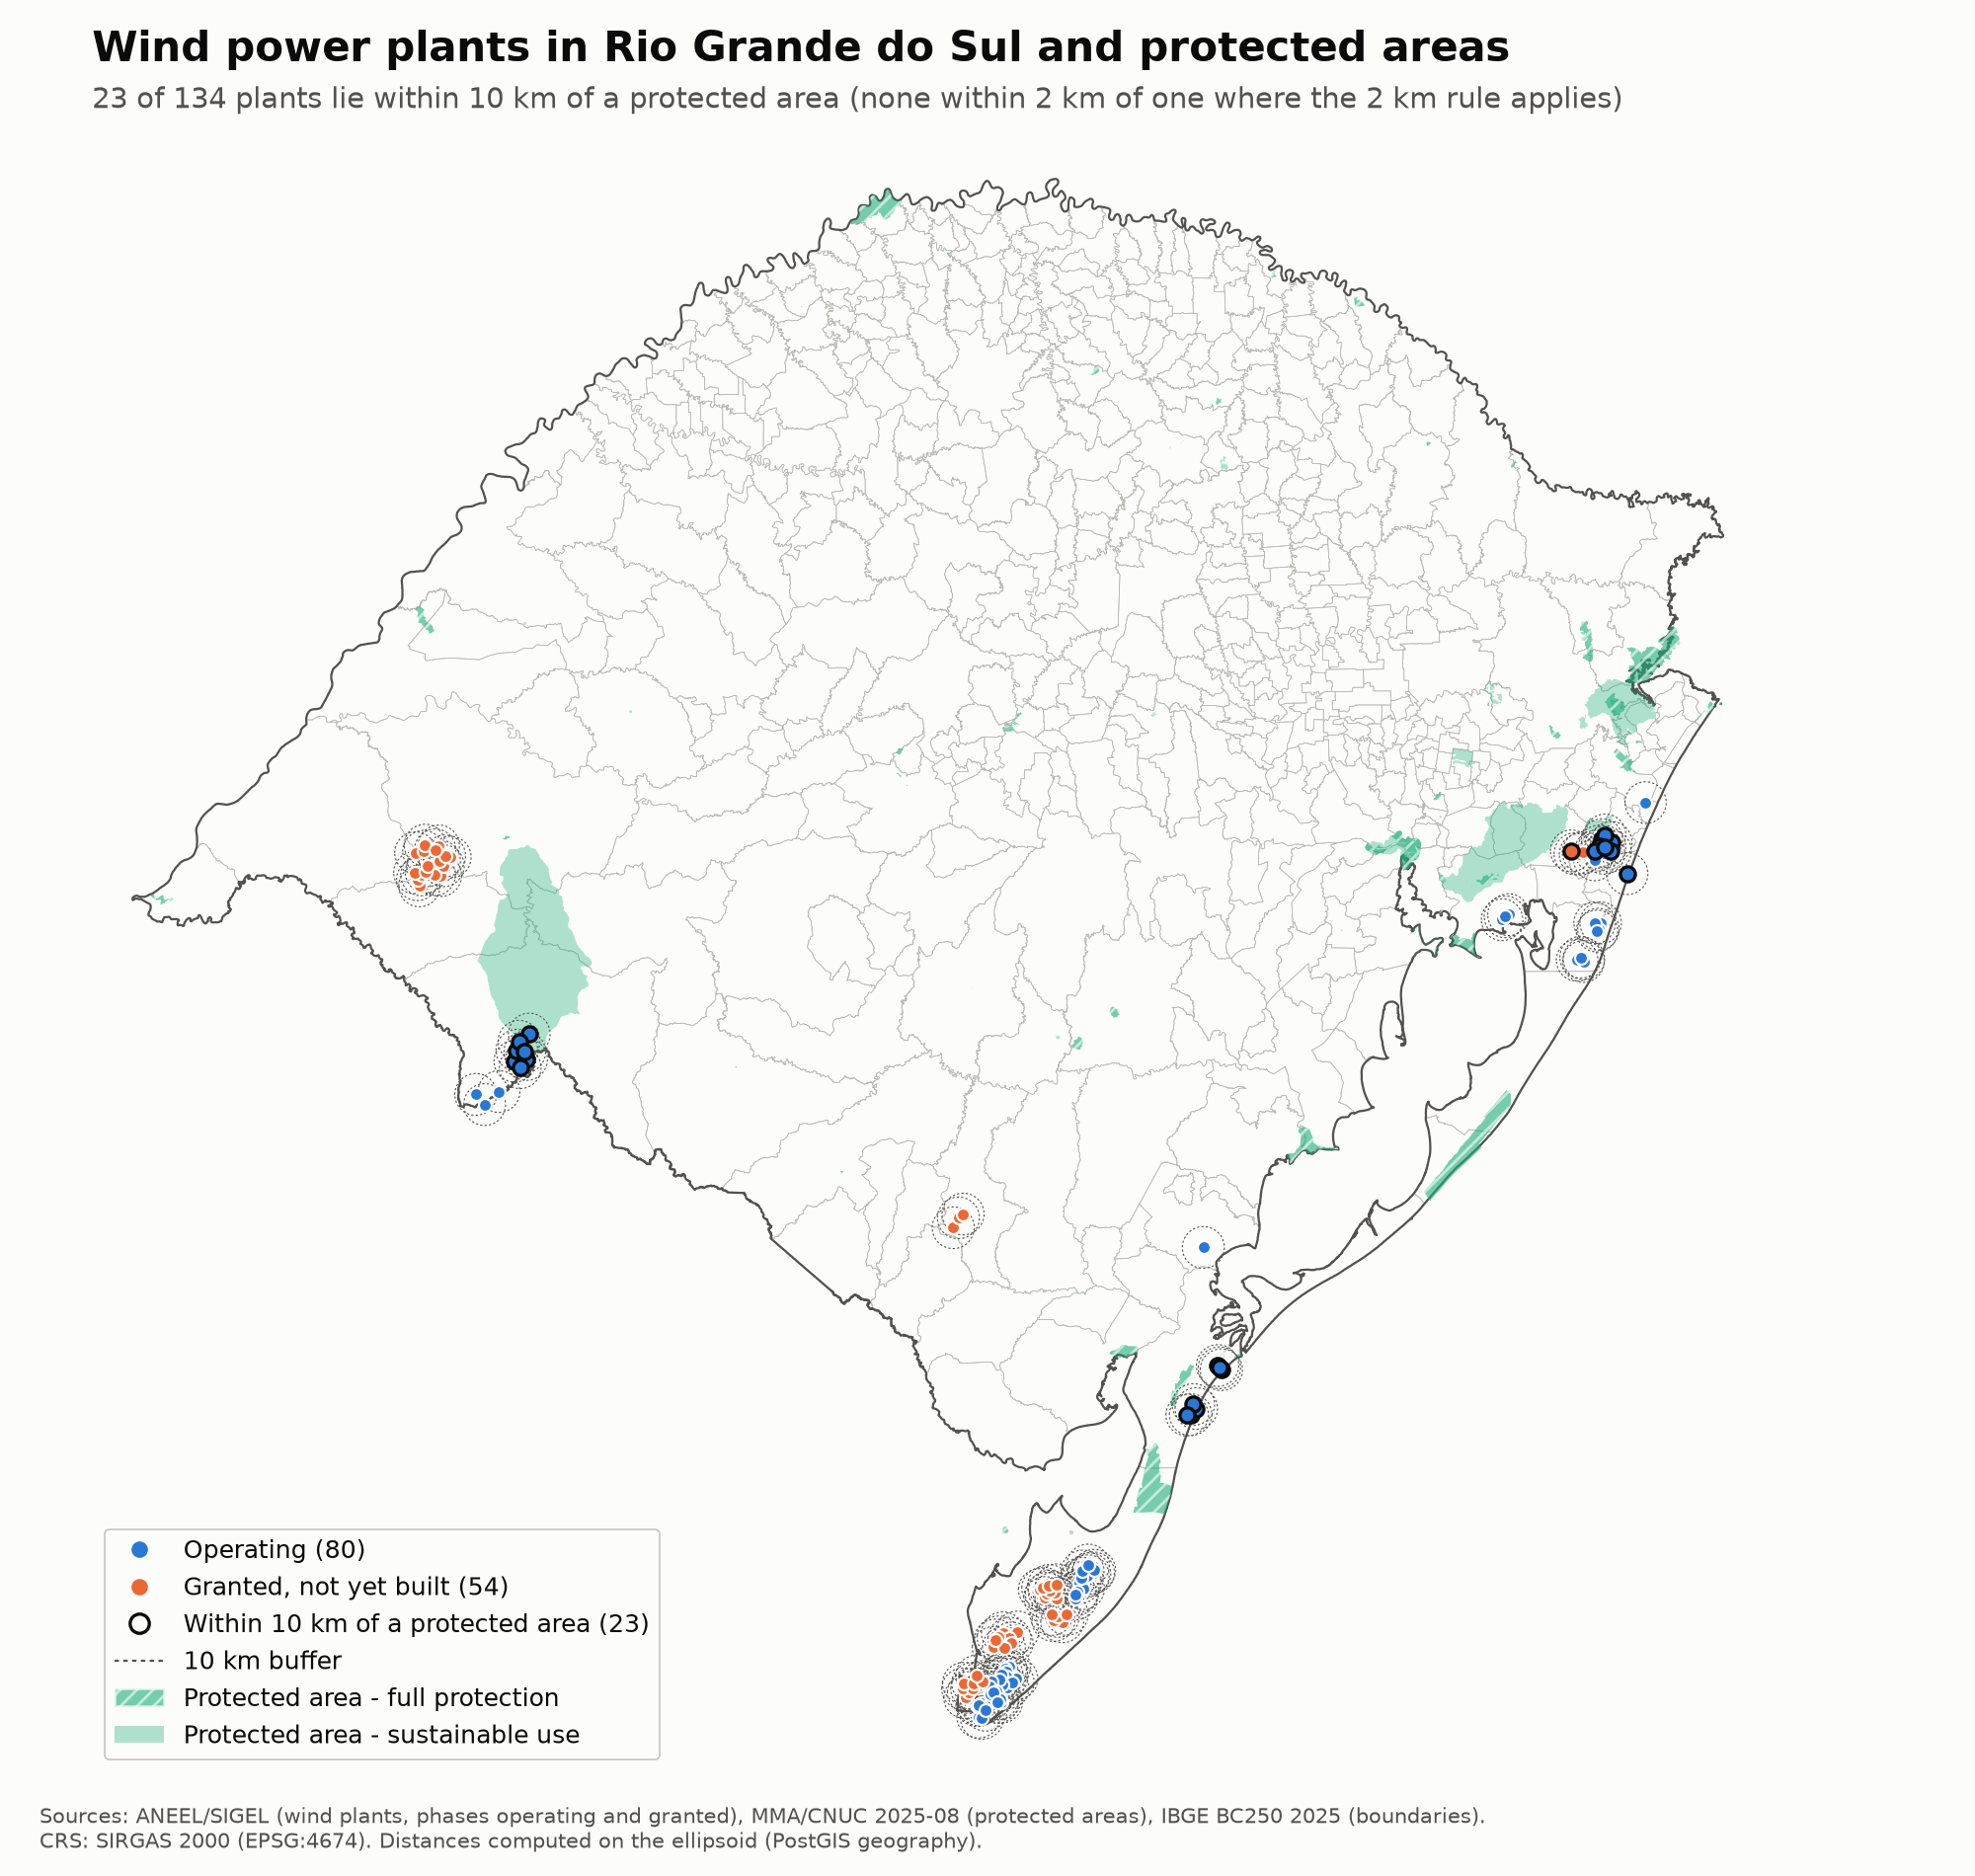 Wind power plants in Rio Grande do Sul and protected areas
23 of 134 plants lie within 10 km of a protected area (none within 2 km of one where the 2 km rule applies)
Operating (80)
Granted, not yet built (54)
Within 10 km of a protected area (23)
10 km buffer
Protected area - full protection
Protected area - sustainable use
Sources: ANEEL/SIGEL (wind plants, phases operating and granted), MMA/CNUC 2025-08 (protected areas), IBGE BC250 2025 (boundaries).
CRS: SIRGAS 2000 (EPSG:4674). Distances computed on the ellipsoid (PostGIS geography).